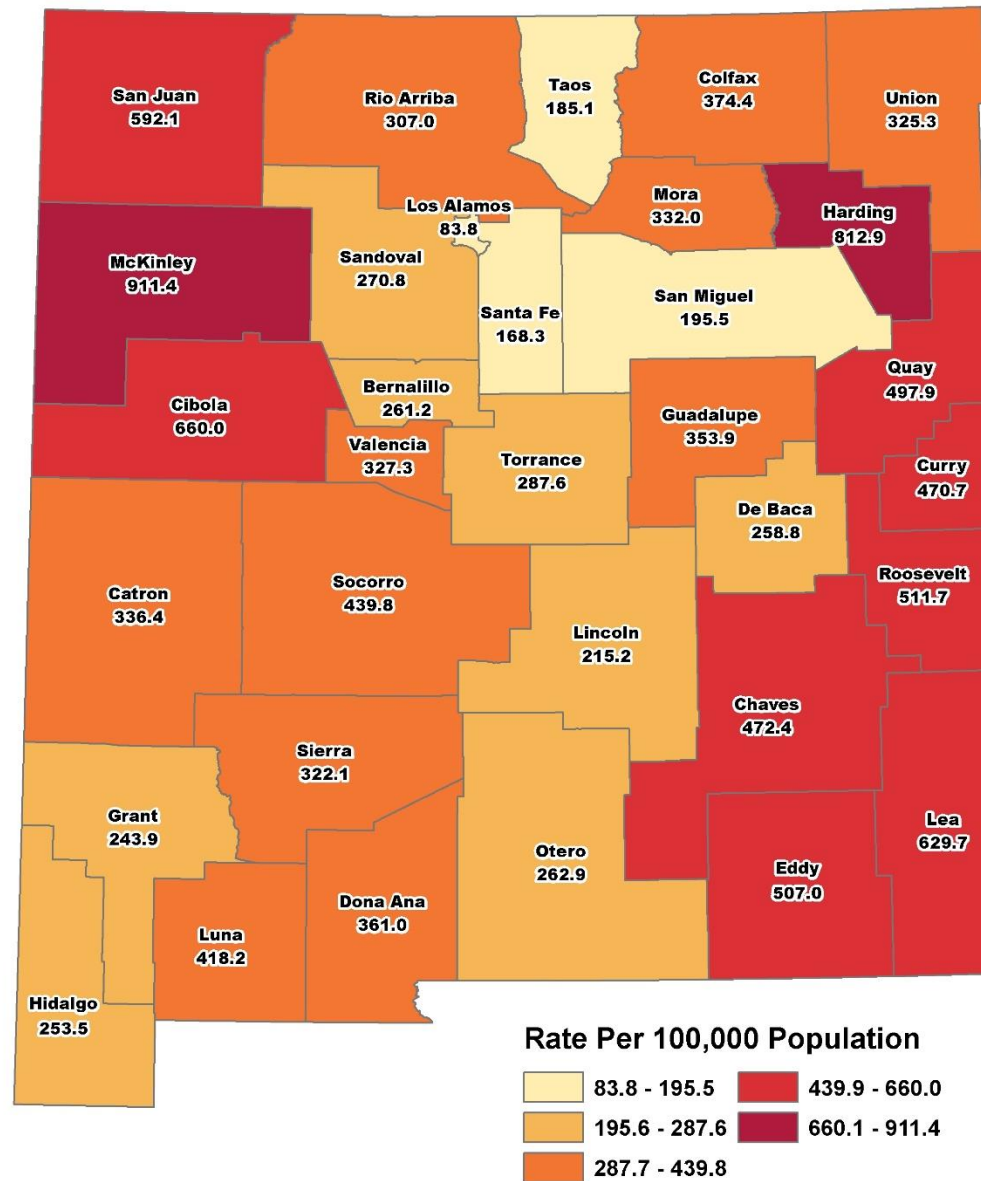 San Juan
592.1
Rio Arriba
307.0
Taos
185.1
Colfax
374.4
Union
325.3
Los Alamos
83.8
Mora
332.0
Harding
812.9
McKinley
911.4
Sandoval
270.8
Santa Fe
168.3
San Miguel
195.5
Quay
497.9
Cibola
660.0
Bernalillo
261.2
Valencia
327.3
Torrance
287.6
Guadalupe
353.9
Curry
470.7
De Baca
258.8
Roosevelt
511.7
Catron
336.4
Socorro
439.8
Lincoln
215.2
Chaves
472.4
Sierra
322.1
Grant
243.9
Otero
262.9
Lea
629.7
Eddy
507.0
Dona Ana
361.0
Luna
418.2
Hidalgo
253.5
Rate Per 100,000 Population
83.8 - 195.5
195.6 - 287.6
287.7 - 439.8
439.9 - 660.0
660.1 - 911.4